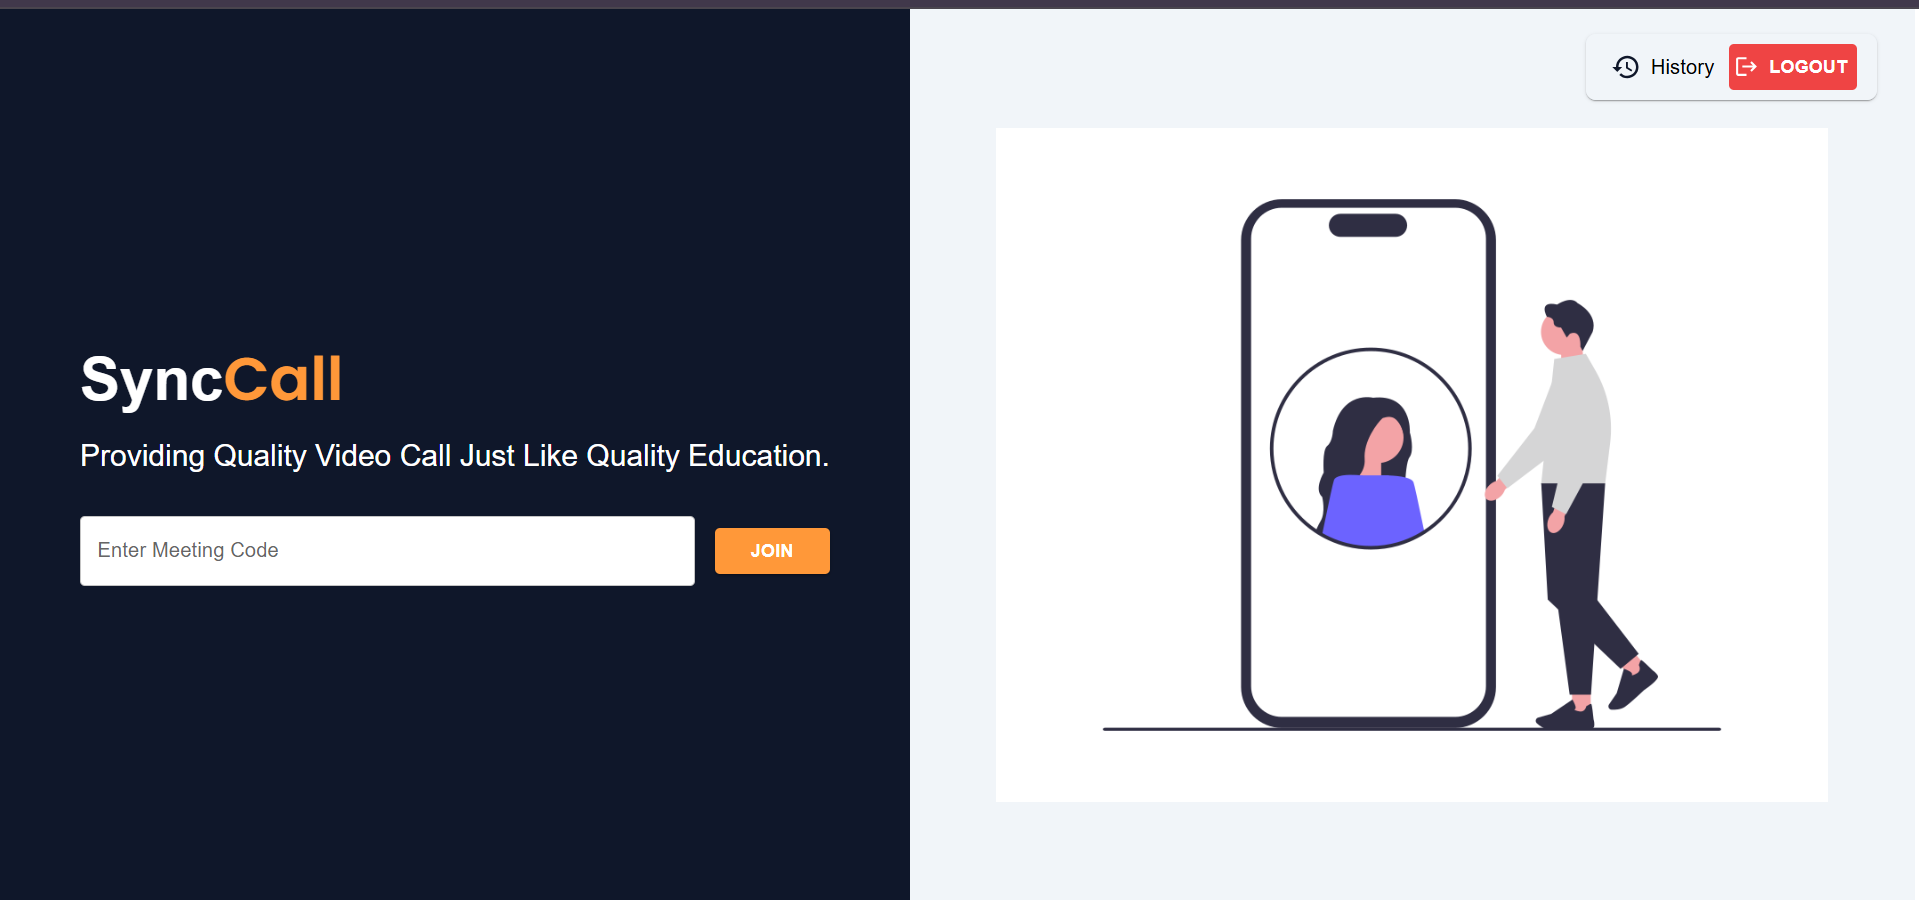 History LOGOUT
SyncCall
Providing Quality Video Call Just Like Quality Education.
Enter Meeting Code
JOIN